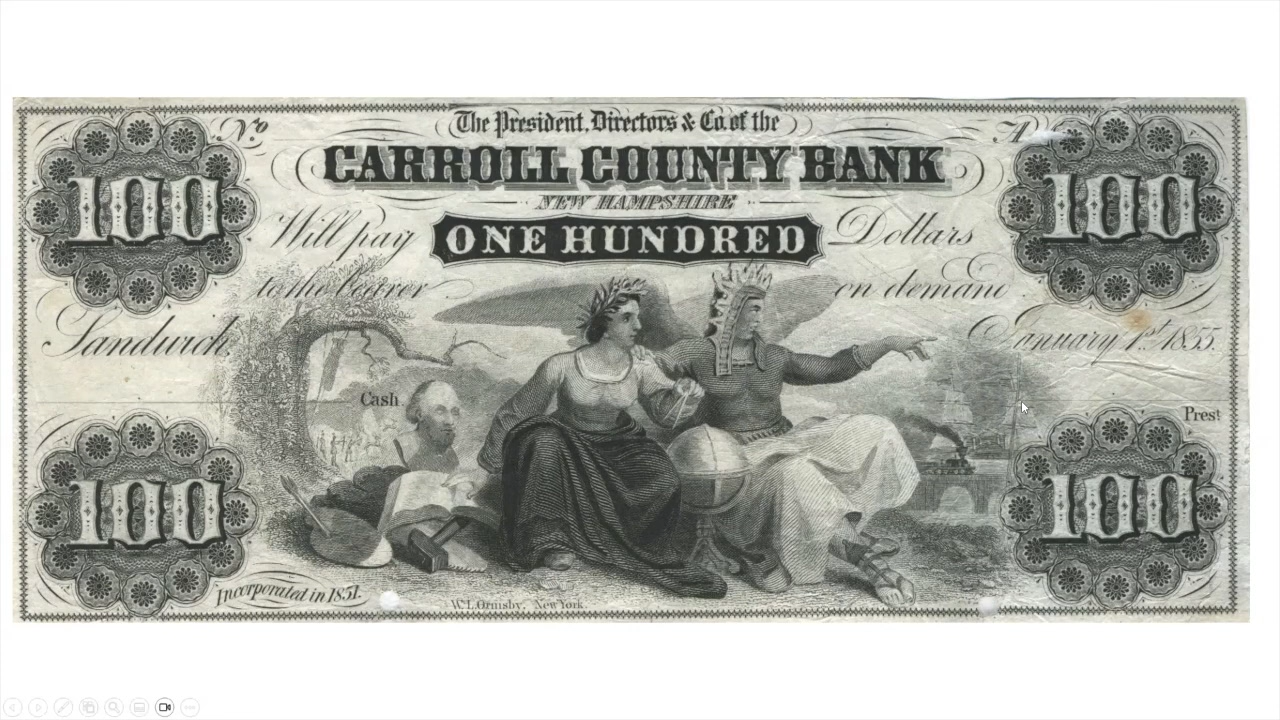 Nº
The President, Directors & Co. of the
A
CARROLL COUNTY BANK
NEW HAMPSHIRE
100
100
Will pay ONE HUNDRED Dollars
to the bearer on demand
Sandwich, January 1st 1855.
Cash.
Prest
100
100
Incorporated in 1851.
W.L.Ormsby, New York.